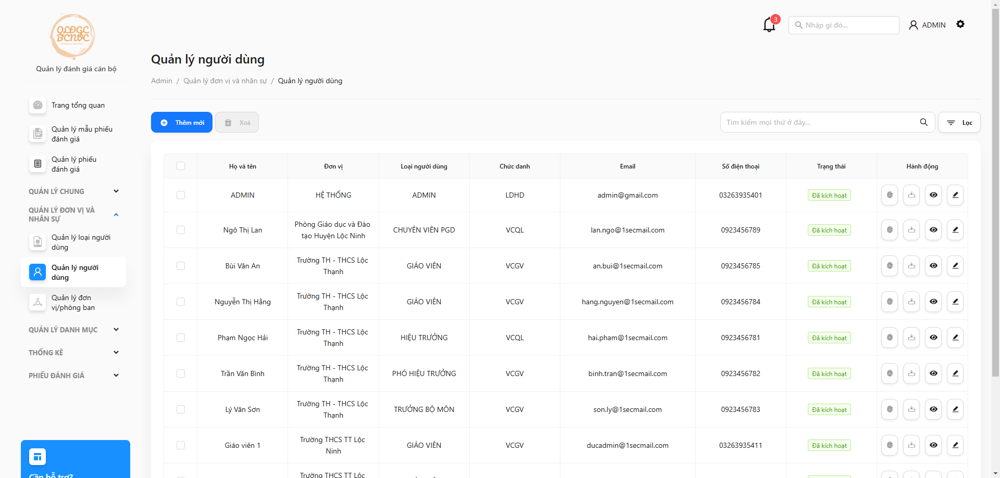 QLĐGC
BCNVC
Quản lý đánh giá cán bộ
3
Nhập gì đó...
ADMIN
Quản lý người dùng
Admin / Quản lý đơn vị và nhân sự / Quản lý người dùng
Trang tổng quan
Quản lý mẫu phiếu
đánh giá
Quản lý phiếu
đánh giá
QUẢN LÝ CHUNG
QUẢN LÝ ĐƠN VỊ VÀ
NHÂN SỰ
Quản lý loại người
dùng
Quản lý người
dùng
Quản lý đơn
vị/phòng ban
QUẢN LÝ DANH MỤC
THỐNG KÊ
PHIẾU ĐÁNH GIÁ
Cần hỗ trợ?
Thêm mới
Xoá
Tìm kiếm mọi thứ ở đây...
Lọc
Họ và tên Đơn vị Loại người dùng Chức danh Email Số điện thoại Trạng thái Hành động
ADMIN HỆ THỐNG ADMIN LDHD admin@gmail.com 03263935401 Đã kích hoạt
Ngô Thị Lan Phòng Giáo dục và Đào CHUYÊN VIÊN PGD VCQL lan.ngo@1secmail.com 0923456789 Đã kích hoạt
tạo Huyện Lộc Ninh
Bùi Văn An Trường TH - THCS Lộc GIÁO VIÊN VCGV an.bui@1secmail.com 0923456785 Đã kích hoạt
Thạnh
Nguyễn Thị Hằng Trường TH - THCS Lộc GIÁO VIÊN VCGV hang.nguyen@1secmail.com 0923456784 Đã kích hoạt
Thạnh
Phạm Ngọc Hải Trường TH - THCS Lộc HIỆU TRƯỞNG VCQL hai.pham@1secmail.com 0923456781 Đã kích hoạt
Thạnh
Trần Văn Bình Trường TH - THCS Lộc PHÓ HIỆU TRƯỞNG VCGV binh.tran@1secmail.com 0923456782 Đã kích hoạt
Thạnh
Lý Văn Sơn Trường TH - THCS Lộc TRƯỞNG BỘ MÔN VCGV son.ly@1secmail.com 0923456783 Đã kích hoạt
Thạnh
Giáo viên 1 Trường THCS TT Lộc GIÁO VIÊN VCGV ducadmin@1secmail.com 03263935411 Đã kích hoạt
Ninh
Trường THCS TT Lộc